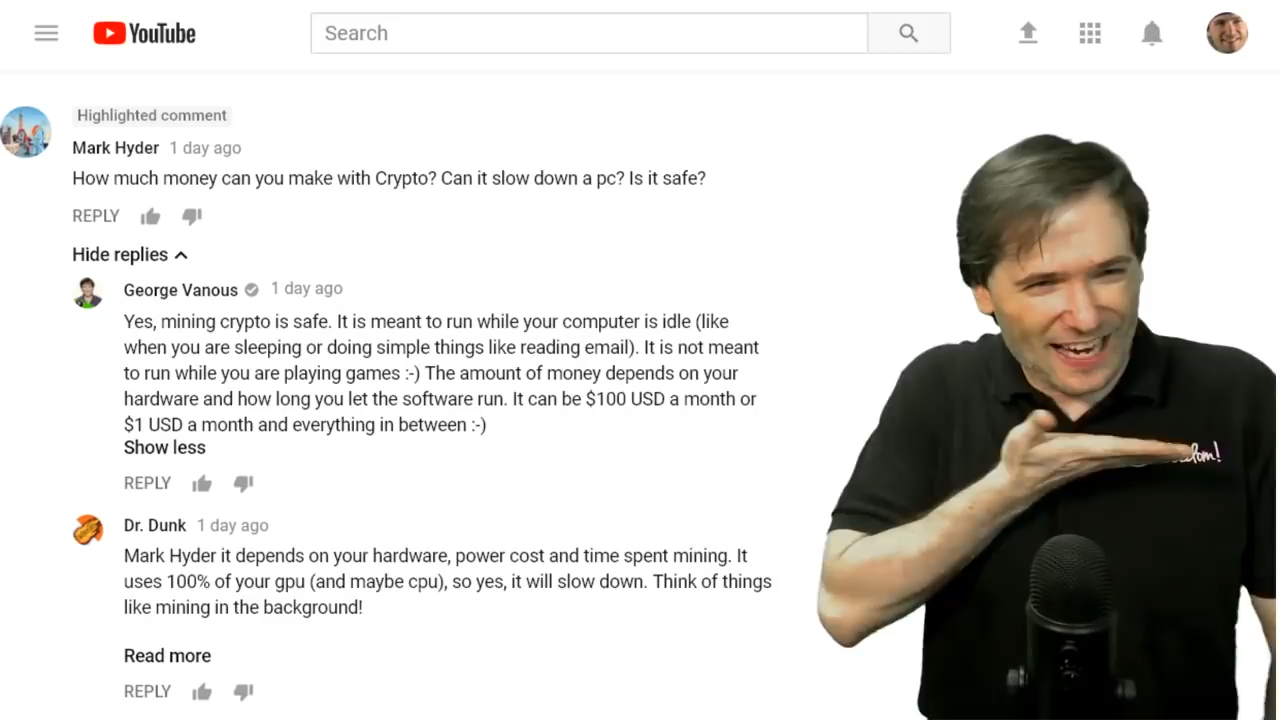 YouTube
Search
Highlighted comment
Mark Hyder 1 day ago
How much money can you make with Crypto? Can it slow down a pc? Is it safe?
REPLY
Hide replies
George Vanous 1 day ago
Yes, mining crypto is safe. It is meant to run while your computer is idle (like
when you are sleeping or doing simple things like reading email). It is not meant
to run while you are playing games :-) The amount of money depends on your
hardware and how long you let the software run. It can be $100 USD a month or
$1 USD a month and everything in between :-)
Show less
REPLY
Dr. Dunk 1 day ago
Mark Hyder it depends on your hardware, power cost and time spent mining. It
uses 100% of your gpu (and maybe cpu), so yes, it will slow down. Think of things
like mining in the background!
Read more
REPLY